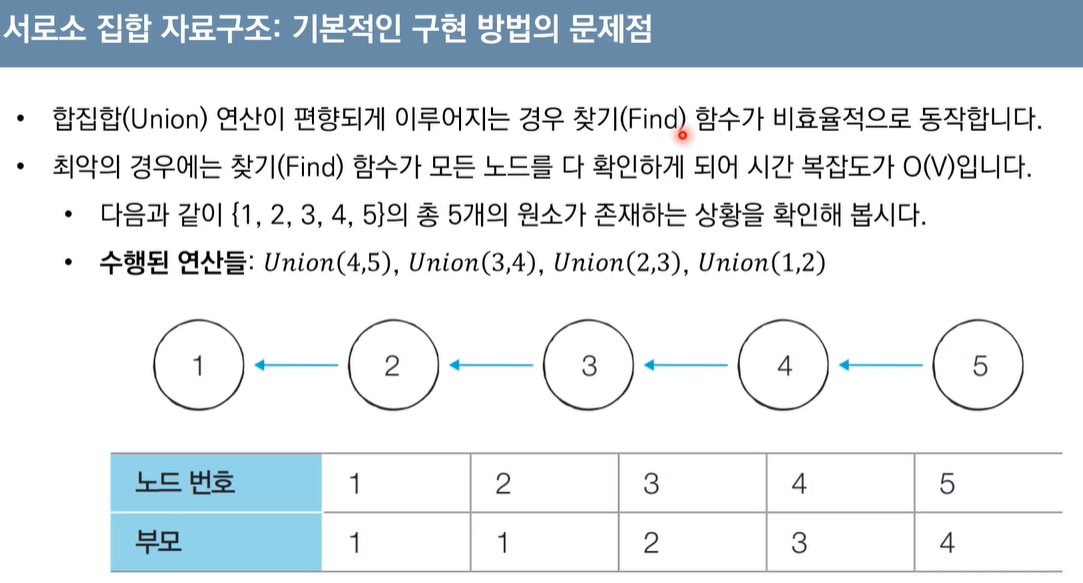 서로소 집합 자료구조: 기본적인 구현 방법의 문제점
• 합집합(Union) 연산이 편향되게 이루어지는 경우 찾기(Find) 함수가 비효율적으로 동작합니다.
• 최악의 경우에는 찾기(Find) 함수가 모든 노드를 다 확인하게 되어 시간 복잡도가 O(V)입니다.
• 다음과 같이 {1, 2, 3, 4, 5}의 총 5개의 원소가 존재하는 상황을 확인해 봅시다.
• 수행된 연산들: Union(4,5), Union(3,4), Union(2,3), Union(1,2)
1 2 3 4 5
노드 번호 1 2 3 4 5
부모 1 1 2 3 4